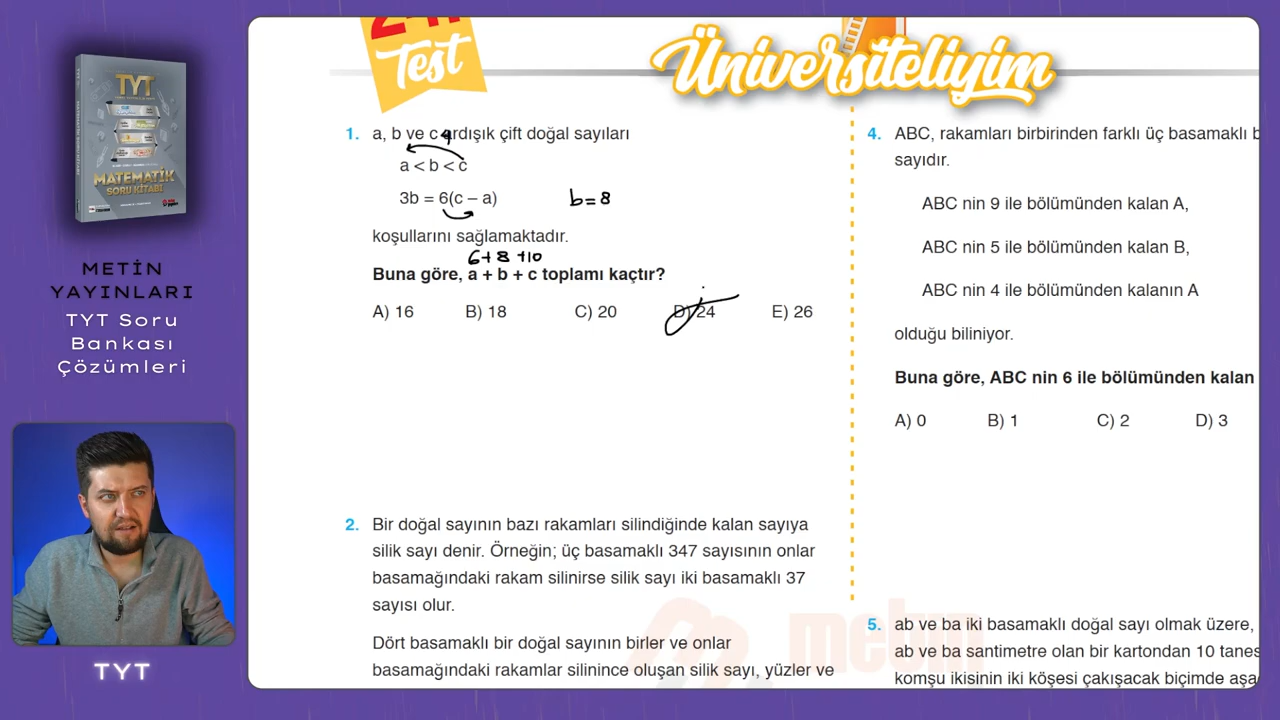 TYT
MATEMATİK
SORU KİTABI
METİN
YAYINLARI
TYT Soru
Bankası
Çözümleri
TYT
Test
Üniversiteliyim
1. a, b ve c ardışık çift doğal sayıları
4
a < b < c
3b = 6(c – a)
b = 8
koşullarını sağlamaktadır.
6 + 8 + 10
Buna göre, a + b + c toplamı kaçtır?
A) 16 B) 18 C) 20 D) 24 E) 26
2. Bir doğal sayının bazı rakamları silindiğinde kalan sayıya
silik sayı denir. Örneğin; üç basamaklı 347 sayısının onlar
basamağındaki rakam silinirse silik sayı iki basamaklı 37
sayısı olur.
Dört basamaklı bir doğal sayının birler ve onlar
basamağındaki rakamlar silinince oluşan silik sayı, yüzler ve
metin
4. ABC, rakamları birbirinden farklı üç basamaklı b
sayıdır.
ABC nin 9 ile bölümünden kalan A,
ABC nin 5 ile bölümünden kalan B,
ABC nin 4 ile bölümünden kalanın A
olduğu biliniyor.
Buna göre, ABC nin 6 ile bölümünden kalan
A) 0 B) 1 C) 2 D) 3
5. ab ve ba iki basamaklı doğal sayı olmak üzere,
ab ve ba santimetre olan bir kartondan 10 tanes
komşu ikisinin iki köşesi çakışacak biçimde aşa